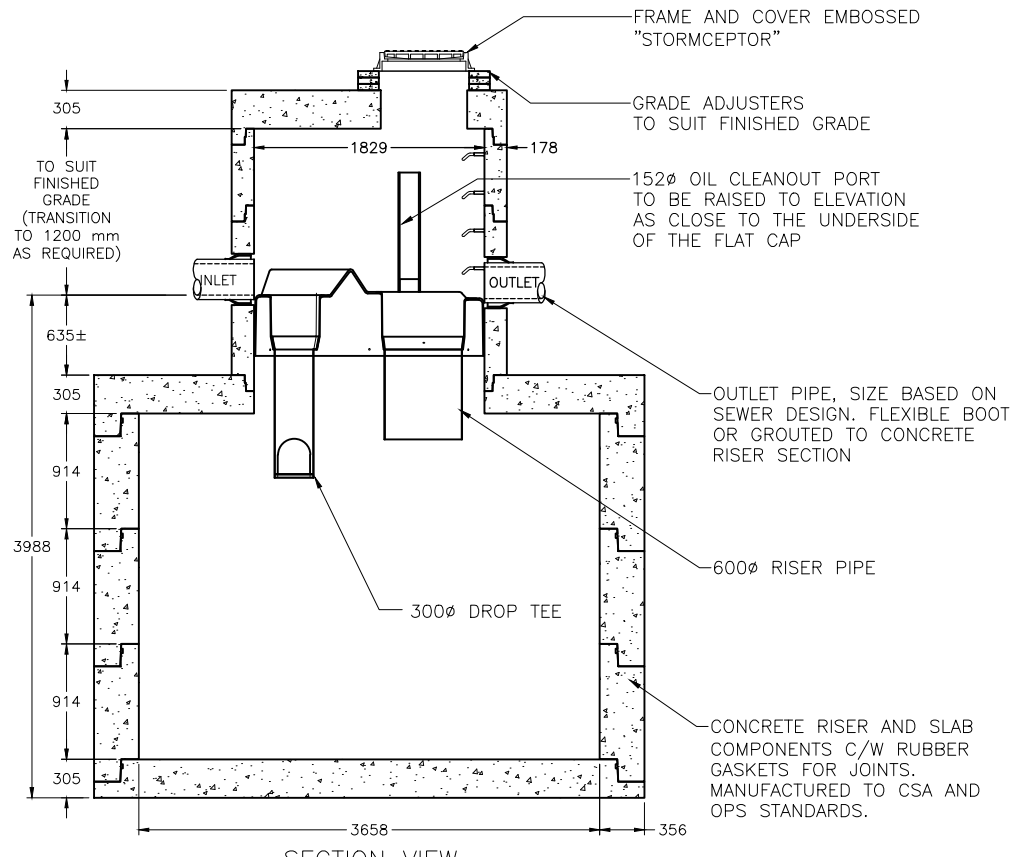 FRAME AND COVER EMBOSSED
"STORMCEPTOR"
305
GRADE ADJUSTERS
TO SUIT FINISHED GRADE
1829
178
TO SUIT
FINISHED
GRADE
(TRANSITION
TO 1200 mm
AS REQUIRED)
152ø OIL CLEANOUT PORT
TO BE RAISED TO ELEVATION
AS CLOSE TO THE UNDERSIDE
OF THE FLAT CAP
INLET
OUTLET
635±
305
OUTLET PIPE, SIZE BASED ON
SEWER DESIGN. FLEXIBLE BOOT
OR GROUTED TO CONCRETE
RISER SECTION
914
3988
914
600ø RISER PIPE
300ø DROP TEE
914
CONCRETE RISER AND SLAB
COMPONENTS C/W RUBBER
GASKETS FOR JOINTS.
MANUFACTURED TO CSA AND
OPS STANDARDS.
305
3658
356
SECTION VIEW